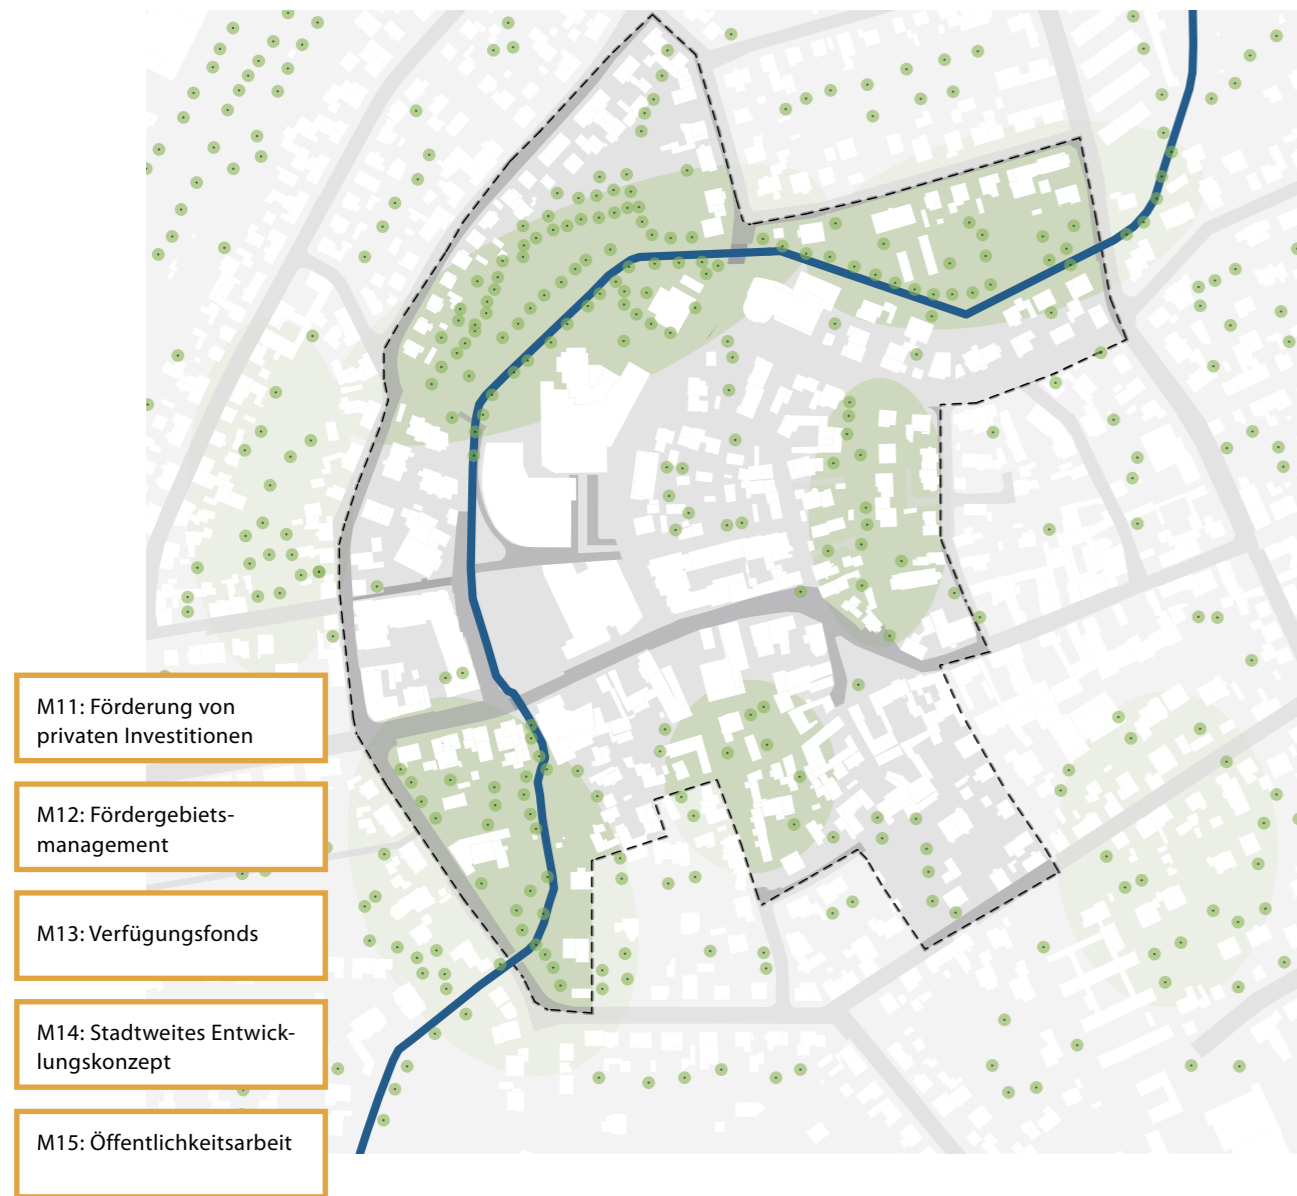 M11: Förderung von
privaten Investitionen
M12: Fördergebiets-
management
M13: Verfügungsfonds
M14: Stadtweites Entwick-
lungskonzept
M15: Öffentlichkeitsarbeit